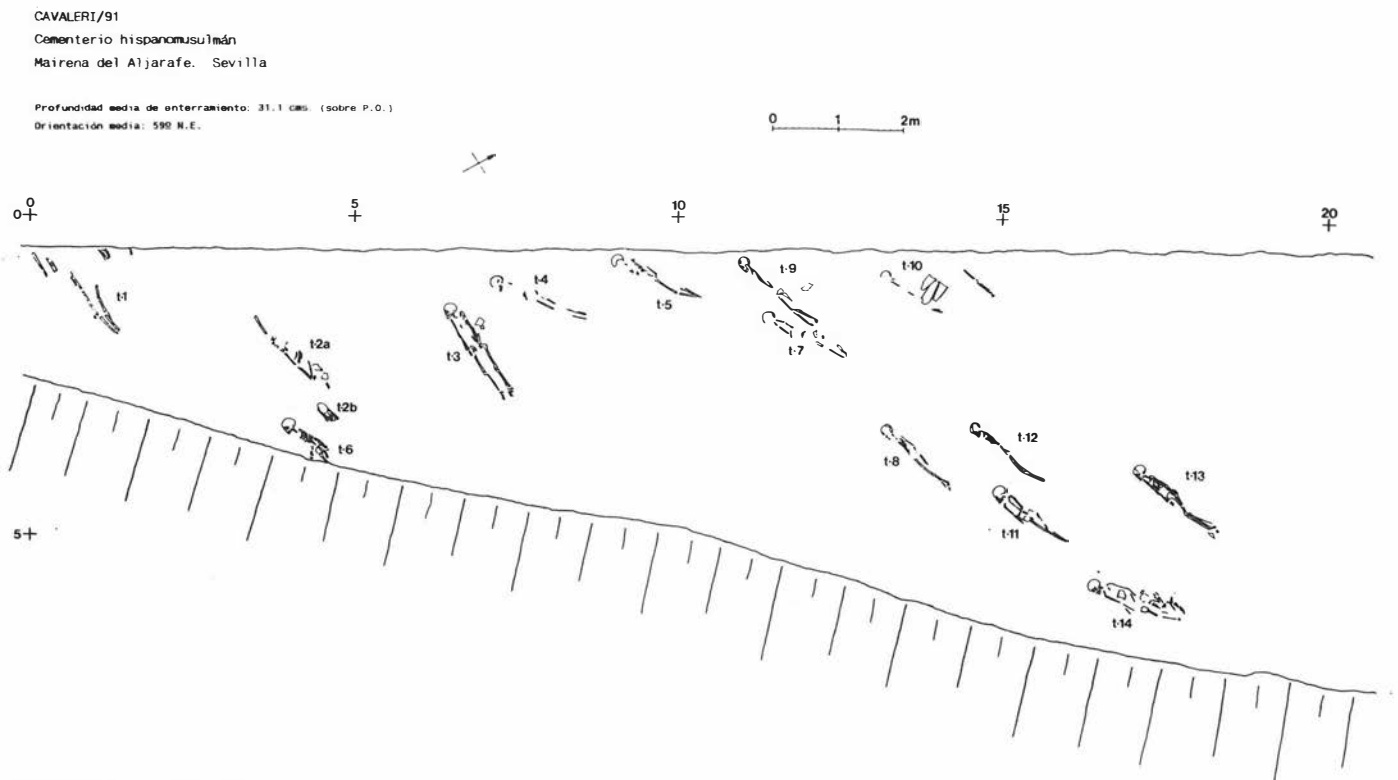 CAVALERI/91
Cementerio hispanomusulmán
Mairena del Aljarafe. Sevilla
Profundidad media de enterramiento: 31.1 cms. (sobre P.O.)
Orientación media: 59º N.E.
0 1 2m
0 5 10 15 20
0
t·1
t·2a
t·2b
t·6
t·3
t·4
t·5
t·9
t·7
t·10
t·8
t·12
t·11
t·13
t·14
5